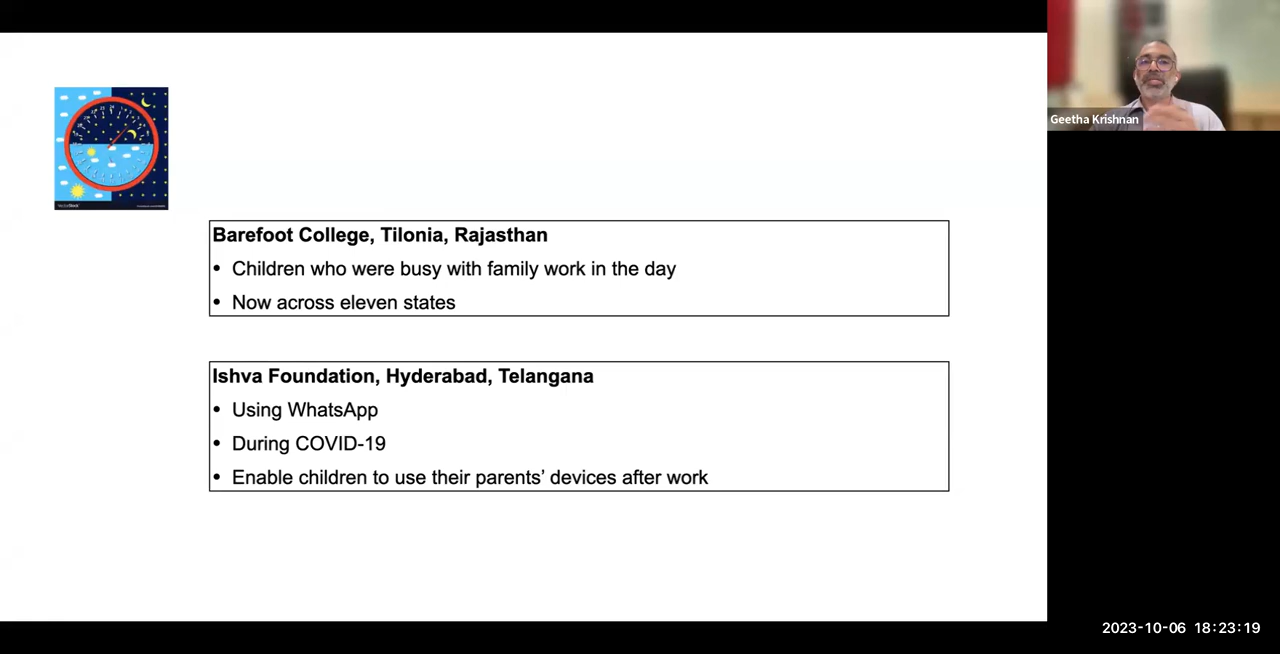 Geetha Krishnan
VectorStock
Barefoot College, Tilonia, Rajasthan
• Children who were busy with family work in the day
• Now across eleven states
Ishva Foundation, Hyderabad, Telangana
• Using WhatsApp
• During COVID-19
• Enable children to use their parents’ devices after work
2023-10-06 18:23:19